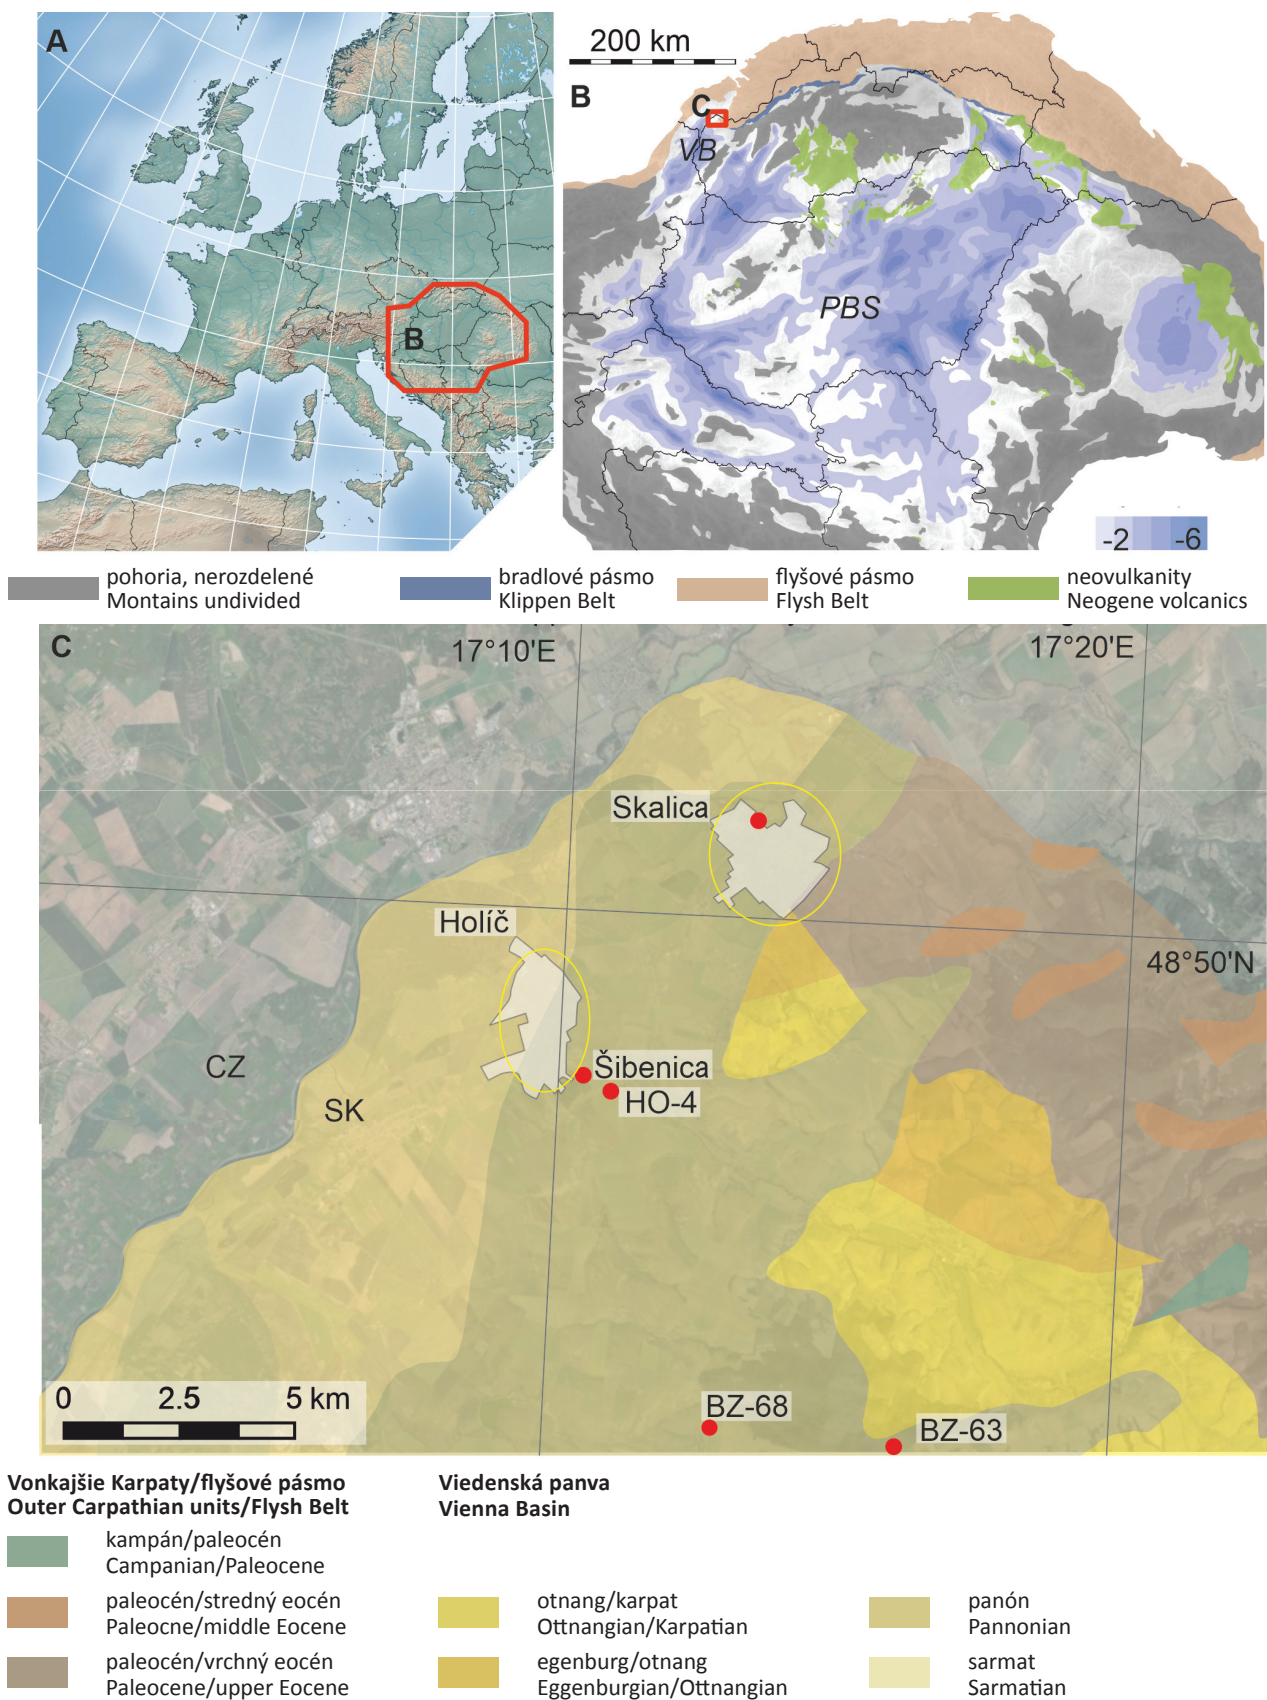 A
B
200 km
B
C
VB
PBS
-2 -6
pohoria, nerozdelené
Montains undivided
bradlové pásmo
Klippen Belt
flyšové pásmo
Flysh Belt
neovulkanity
Neogene volcanics
C
17°10'E
17°20'E
Skalica
Holíč
48°50'N
CZ
Šibenica
SK
HO-4
0 2.5 5 km
BZ-68
BZ-63
Vonkajšie Karpaty/flyšové pásmo
Outer Carpathian units/Flysh Belt
Viedenská panva
Vienna Basin
kampán/paleocén
Campanian/Paleocene
paleocén/stredný eocén
Paleocne/middle Eocene
otnang/karpat
Ottnangian/Karpatian
panón
Pannonian
paleocén/vrchný eocén
Paleocene/upper Eocene
egenburg/otnang
Eggenburgian/Ottnangian
sarmat
Sarmatian